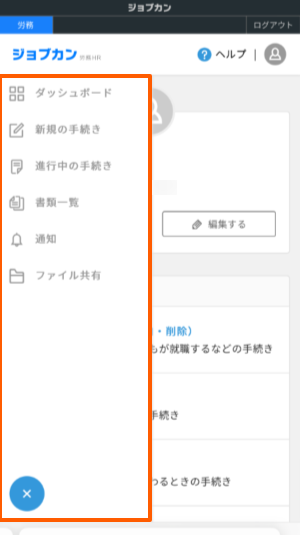 ジョブカン
労務
ログアウト
ジョブカン 労務HR
? ヘルプ |
ダッシュボード
新規の手続き
進行中の手続き
書類一覧
通知
ファイル共有
編集する
・削除）
もが就職するなどの手続き
手続き
わるときの手続き
×